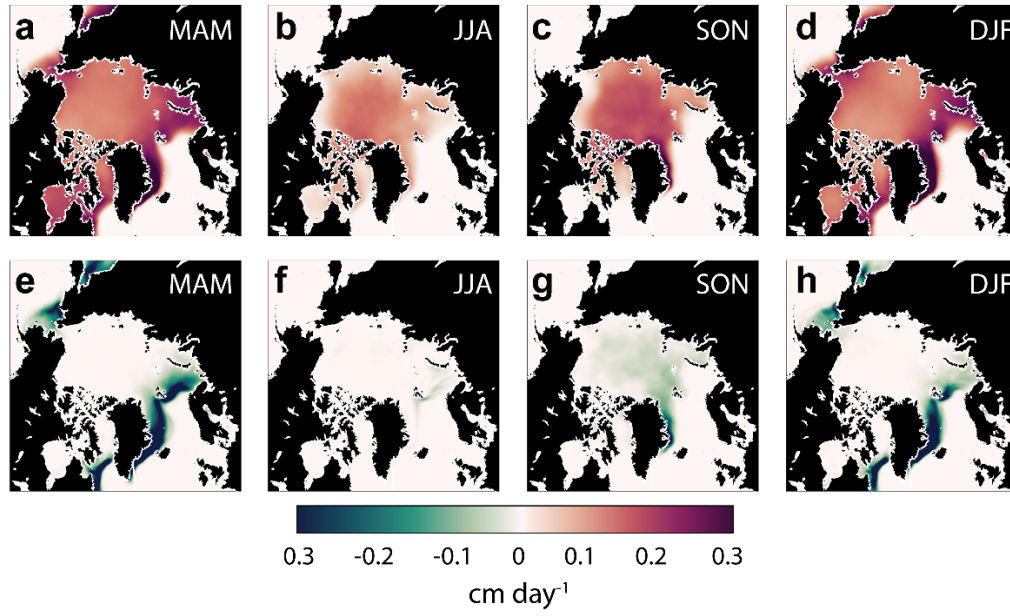 a MAM
b JJA
c SON
d DJF
e MAM
f JJA
g SON
h DJF
0.3 -0.2 -0.1 0 0.1 0.2 0.3
cm day⁻¹